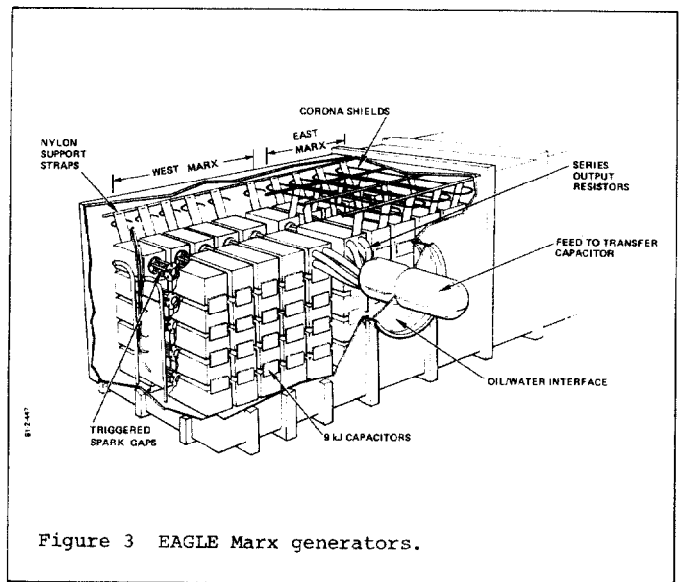 CORONA SHIELDS
EAST
MARX
NYLON
SUPPORT
STRAPS
WEST MARX
SERIES
OUTPUT
RESISTORS
FEED TO TRANSFER
CAPACITOR
OIL/WATER INTERFACE
TRIGGERED
SPARK GAPS
9 kJ CAPACITORS
Figure 3 EAGLE Marx generators.